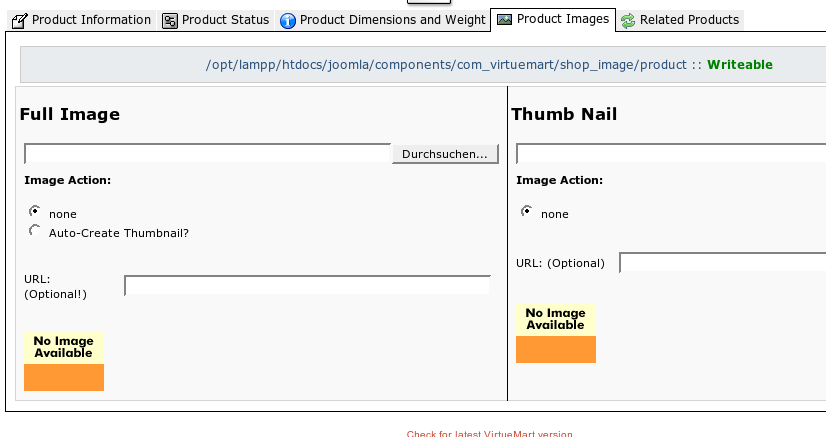 Product Information Product Status Product Dimensions and Weight Product Images Related Products
/opt/lampp/htdocs/joomla/components/com_virtuemart/shop_image/product :: Writeable
Full Image
Durchsuchen...
Image Action:
none
Auto-Create Thumbnail?
URL:
(Optional!)
No Image
Available
Thumb Nail
Image Action:
none
URL: (Optional)
No Image
Available
Check for latest VirtueMart version